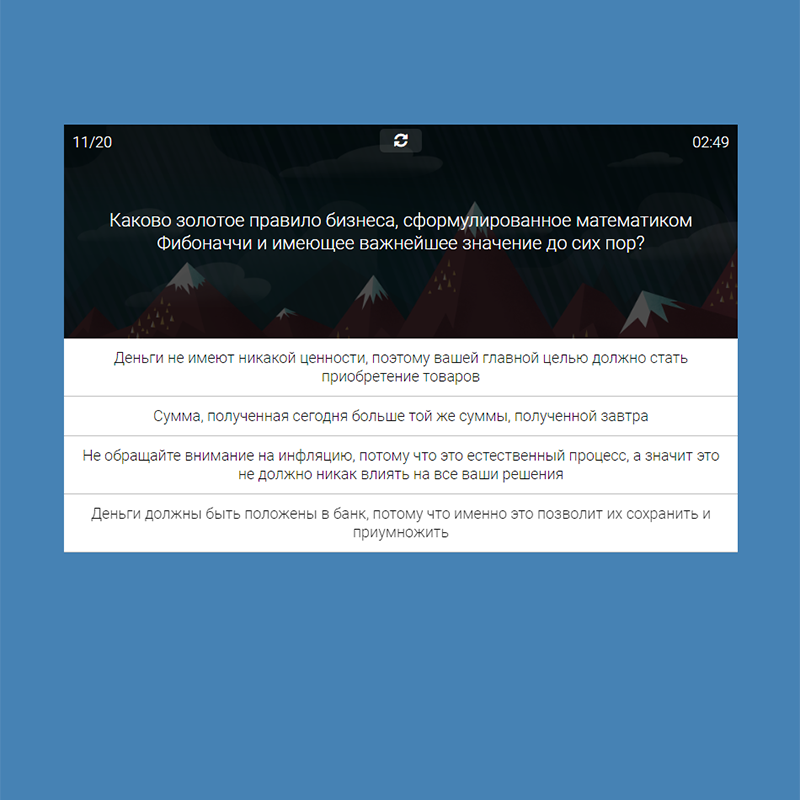 11/20
02:49
Каково золотое правило бизнеса, сформулированное математиком
Фибоначчи и имеющее важнейшее значение до сих пор?
Деньги не имеют никакой ценности, поэтому вашей главной целью должно стать
приобретение товаров
Сумма, полученная сегодня больше той же суммы, полученной завтра
Не обращайте внимание на инфляцию, потому что это естественный процесс, а значит это
не должно никак влиять на все ваши решения
Деньги должны быть положены в банк, потому что именно это позволит их сохранить и
приумножить